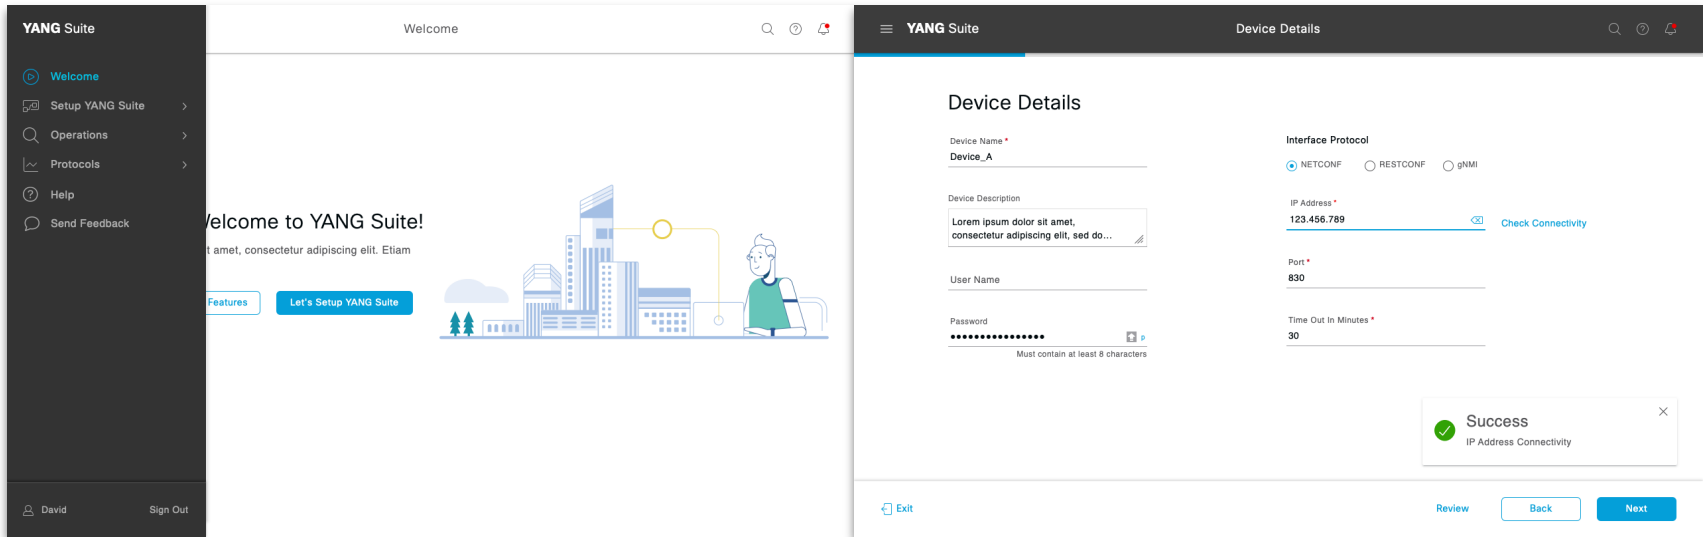 YANG Suite
Welcome
Welcome
Setup YANG Suite
Operations
Protocols
Help
Send Feedback
Welcome to YANG Suite!
t amet, consectetur adipiscing elit. Etiam
Features
Let's Setup YANG Suite
David
Sign Out
YANG Suite
Device Details
Device Details
Device Name *
Device_A
Device Description
Lorem ipsum dolor sit amet,
consectetur adipiscing elit, sed do...
User Name
Password
••••••••••••••••
p
Must contain at least 8 characters
Interface Protocol
NETCONF
RESTCONF
gNMI
IP Address *
123.456.789
Check Connectivity
Port *
830
Time Out In Minutes *
30
Success
IP Address Connectivity
Exit
Review
Back
Next